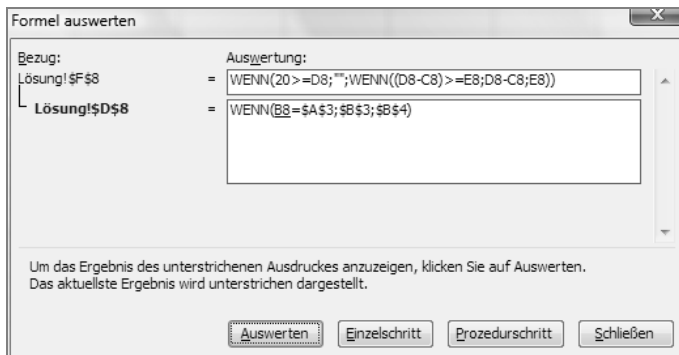 Formel auswerten
Bezug: Auswertung:
Lösung!$F$8 = WENN(20>=D8;"";WENN((D8-C8)>=E8;D8-C8;E8))
Lösung!$D$8 = WENN(B8=$A$3;$B$3;$B$4)
Um das Ergebnis des unterstrichenen Ausdruckes anzuzeigen, klicken Sie auf Auswerten.
Das aktuellste Ergebnis wird unterstrichen dargestellt.
Auswerten Einzelschritt Prozedurschritt Schließen